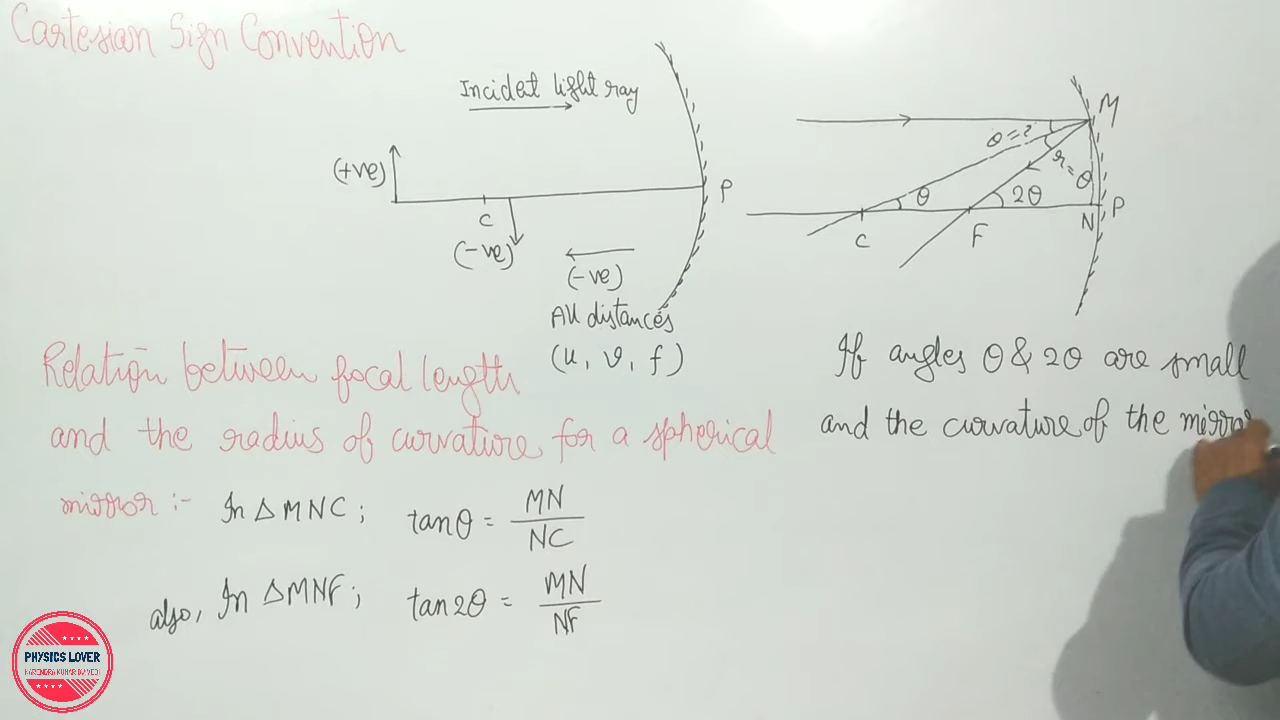 Cartesian Sign Convention
Incident light ray
(+ve)
C
P
(-ve)
(-ve)
All distances
(u, v, f)
M
θ = i
r = θ
θ
2θ
C
F
N
P
Relation between focal length
and the radius of curvature for a spherical
mirror :-
In Δ MNC ; tanθ = MN / NC
also, In Δ MNF ; tan2θ = MN / NF
If angles θ & 2θ are small
and the curvature of the mirror
PHYSICS LOVER